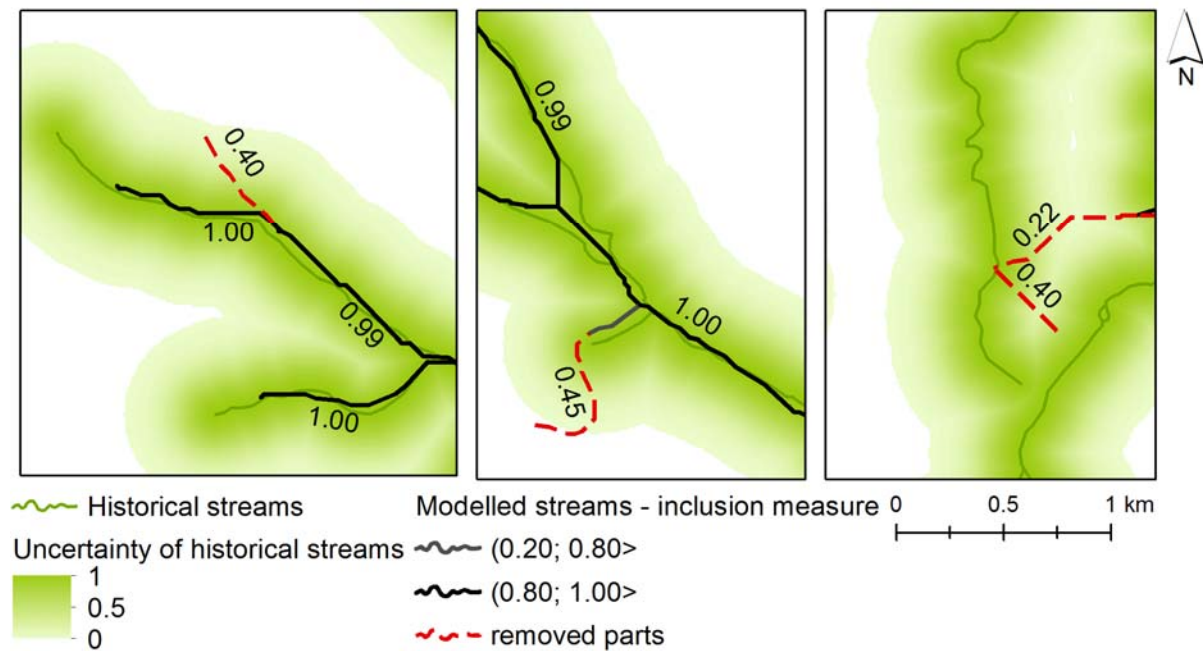 0.40
1.00
0.99
1.00
0.99
1.00
0.45
0.22
0.40
N
Historical streams
Uncertainty of historical streams
1
0.5
0
Modelled streams - inclusion measure
(0.20; 0.80>
(0.80; 1.00>
removed parts
0 0.5 1 km